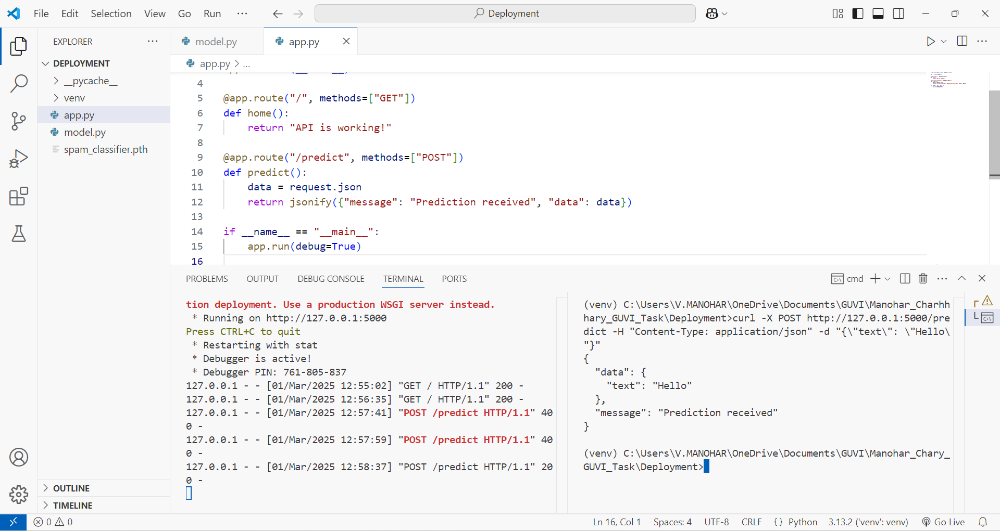 File Edit Selection View Go Run ···
Deployment
EXPLORER ···
DEPLOYMENT
__pycache__
venv
app.py
model.py
spam_classifier.pth
OUTLINE
TIMELINE
model.py
app.py
app.py > ...
4
5 @app.route("/", methods=["GET"])
6 def home():
7 return "API is working!"
8
9 @app.route("/predict", methods=["POST"])
10 def predict():
11 data = request.json
12 return jsonify({"message": "Prediction received", "data": data})
13
14 if __name__ == "__main__":
15 app.run(debug=True)
16
PROBLEMS OUTPUT DEBUG CONSOLE TERMINAL PORTS
cmd
tion deployment. Use a production WSGI server instead.
* Running on http://127.0.0.1:5000
Press CTRL+C to quit
* Restarting with stat
* Debugger is active!
* Debugger PIN: 761-805-837
127.0.0.1 - - [01/Mar/2025 12:55:02] "GET / HTTP/1.1" 200 -
127.0.0.1 - - [01/Mar/2025 12:56:35] "GET / HTTP/1.1" 200 -
127.0.0.1 - - [01/Mar/2025 12:57:41] "POST /predict HTTP/1.1" 40
0 -
127.0.0.1 - - [01/Mar/2025 12:57:59] "POST /predict HTTP/1.1" 40
0 -
127.0.0.1 - - [01/Mar/2025 12:58:37] "POST /predict HTTP/1.1" 20
0 -
(venv) C:\Users\V.MANOHAR\OneDrive\Documents\GUVI\Manohar_Charhh
hary_GUVI_Task\Deployment>curl -X POST http://127.0.0.1:5000/pre
dict -H "Content-Type: application/json" -d "{\"text\": \"Hello\
"}"
{
"data": {
"text": "Hello"
},
"message": "Prediction received"
}
(venv) C:\Users\V.MANOHAR\OneDrive\Documents\GUVI\Manohar_Chary_
GUVI_Task\Deployment>
0 0
Ln 16, Col 1 Spaces: 4 UTF-8 CRLF {} Python 3.13.2 ('venv': venv) Go Live